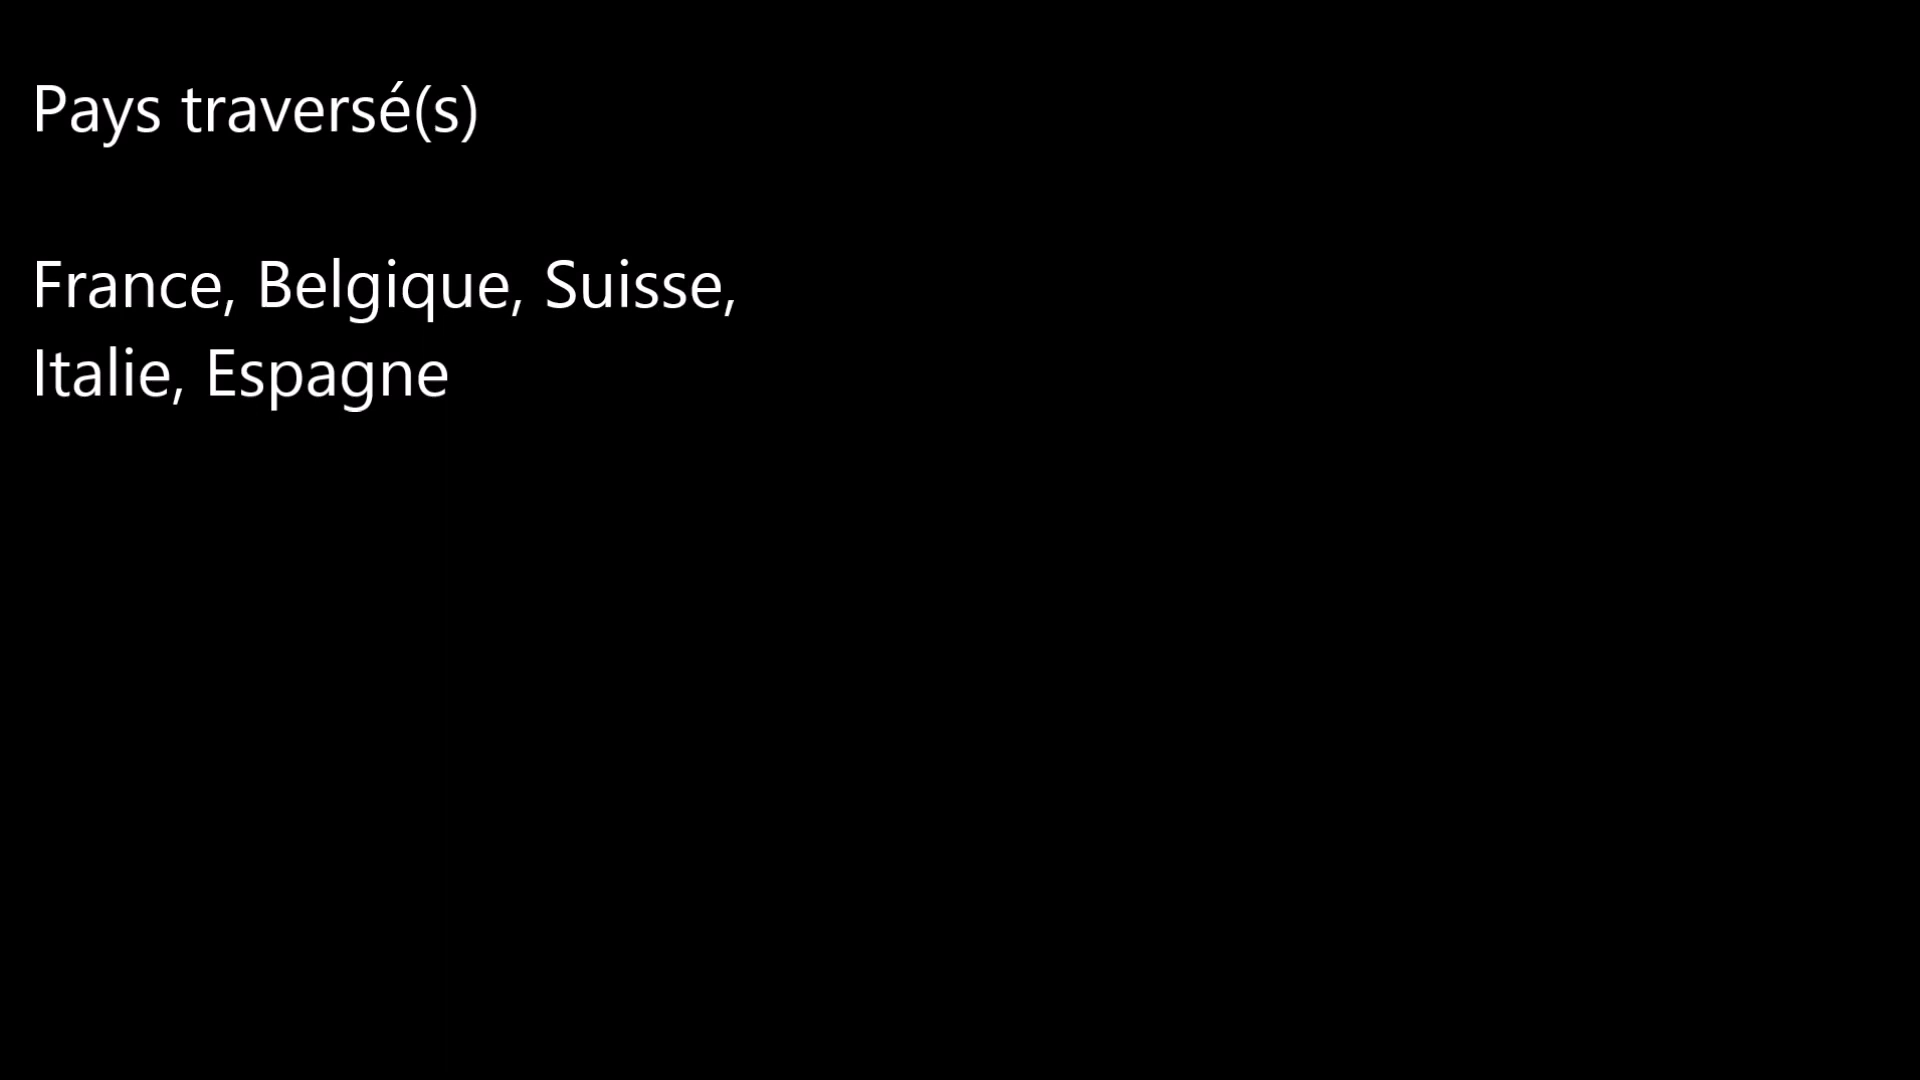 Pays traversé(s)
France, Belgique, Suisse,
Italie, Espagne